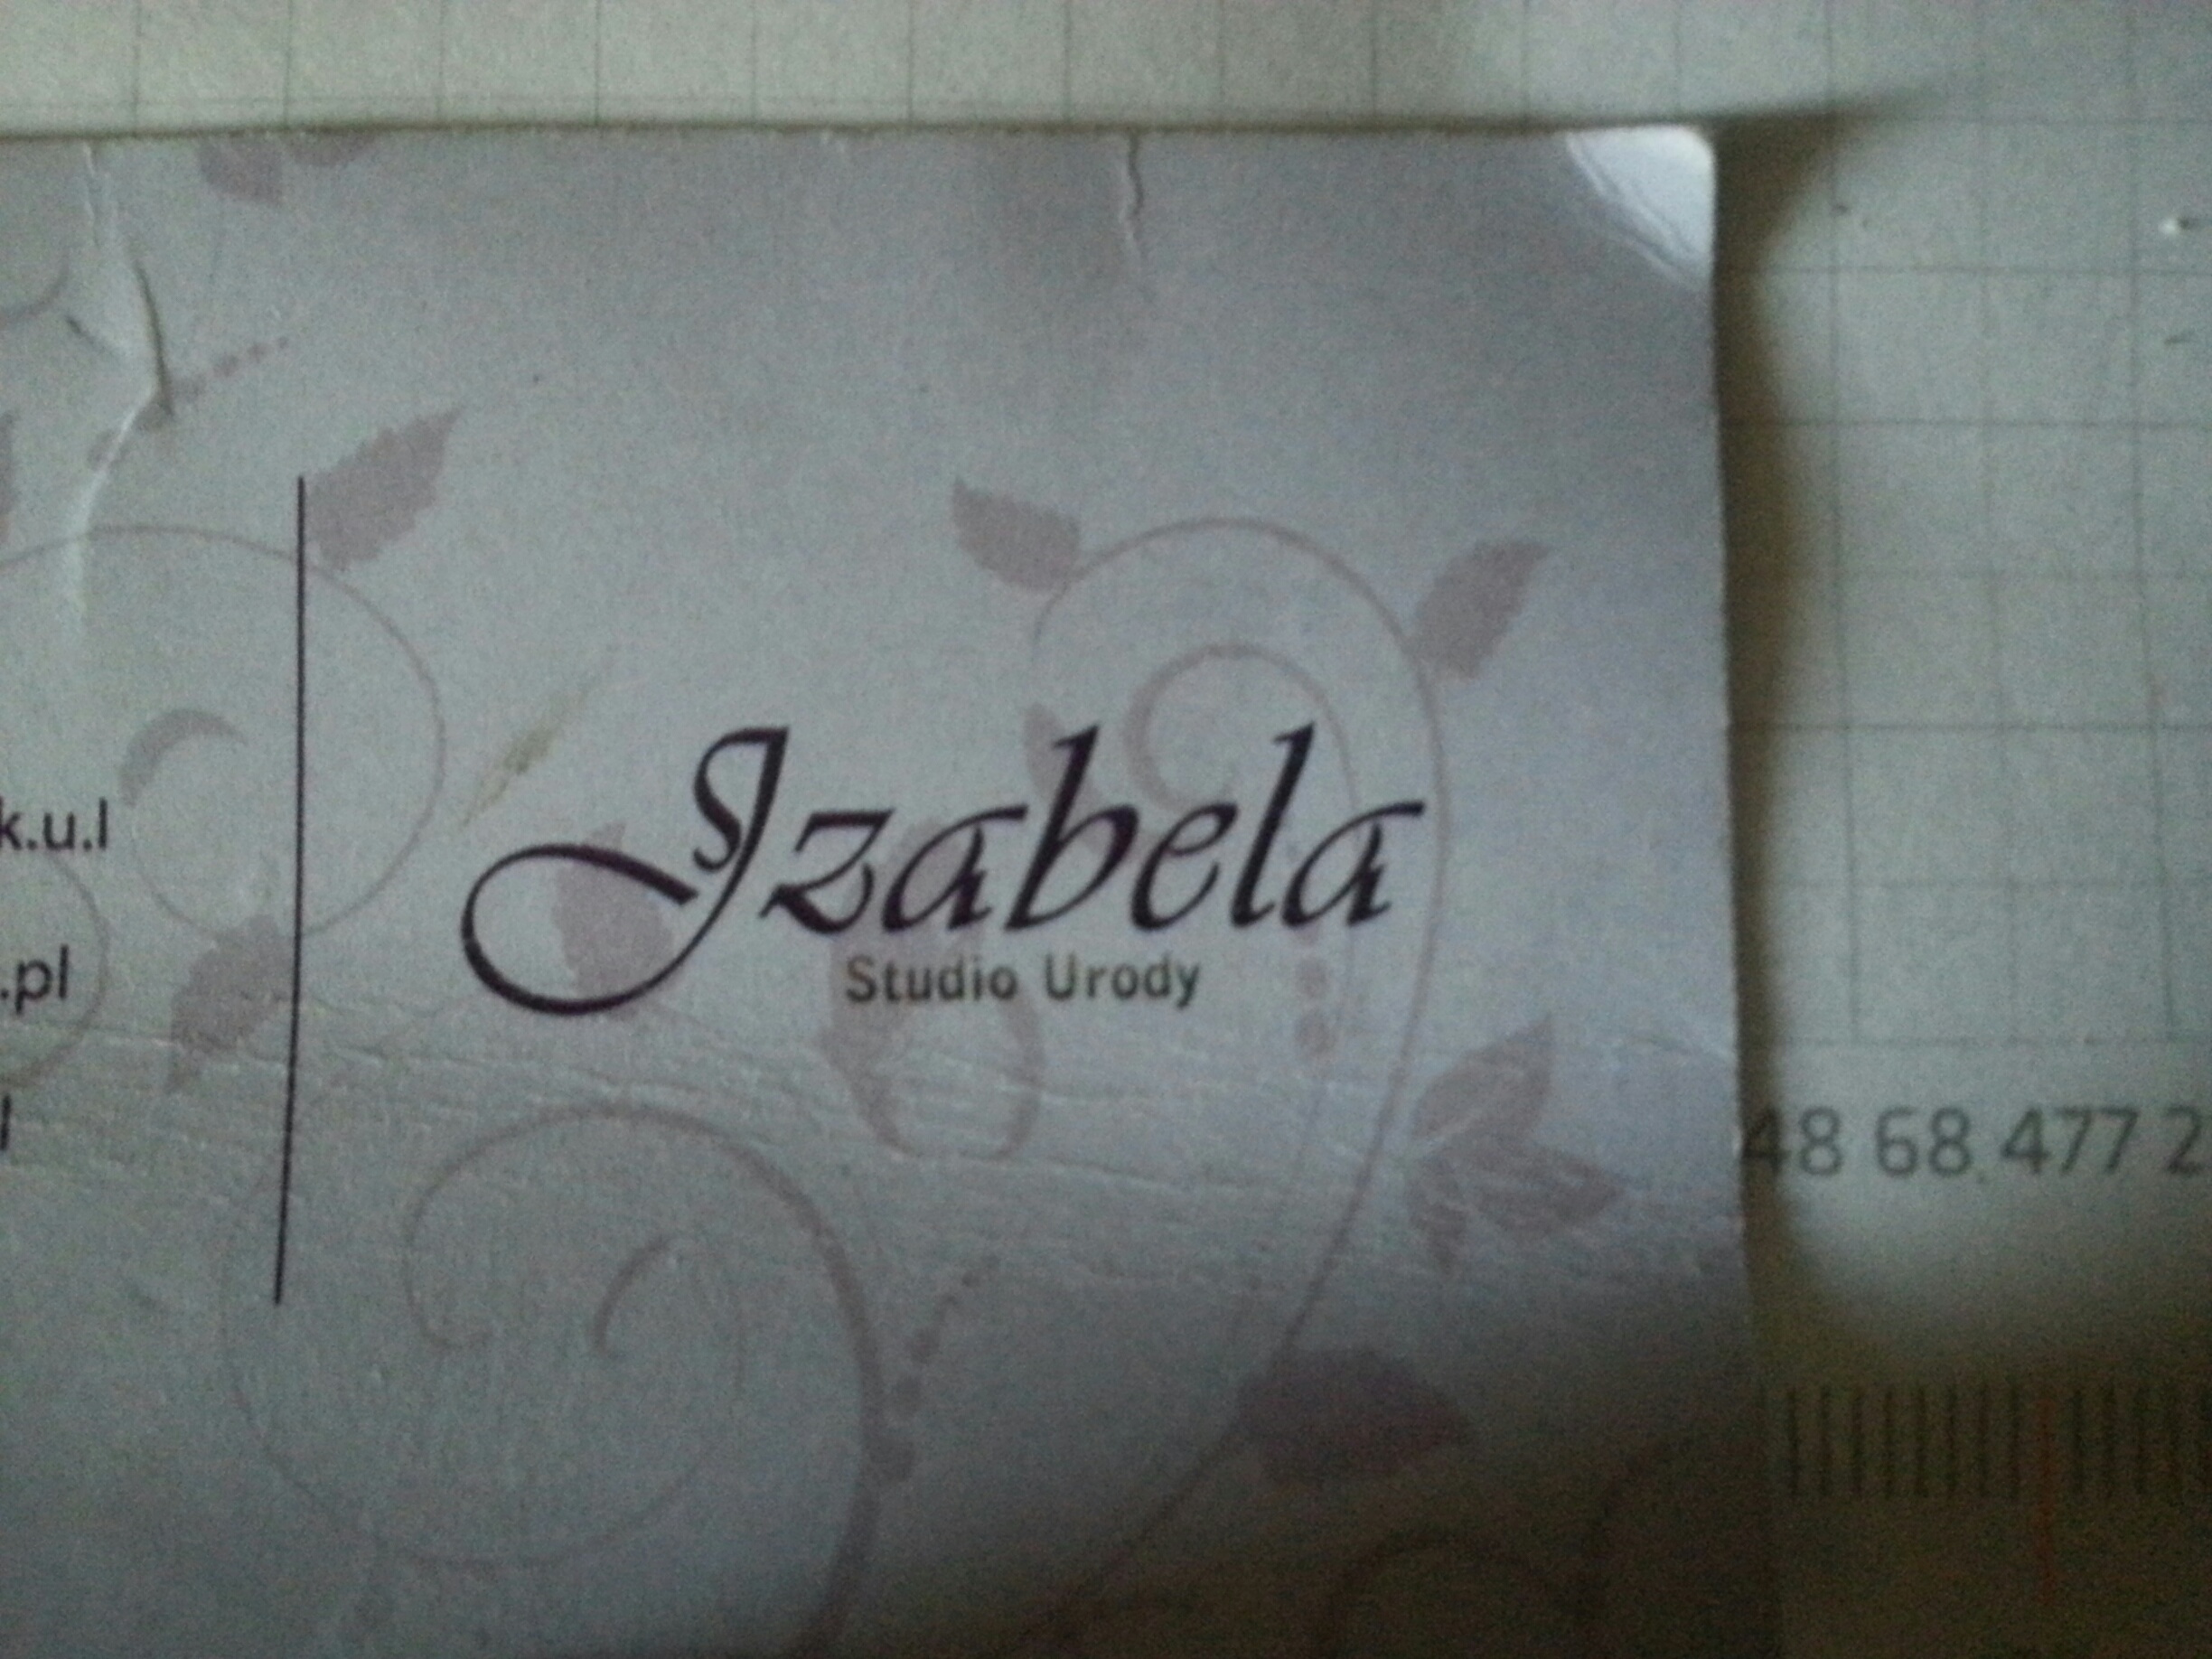 k.u.l
.pl
l
Izabela
Studio Urody
48 68 477 2